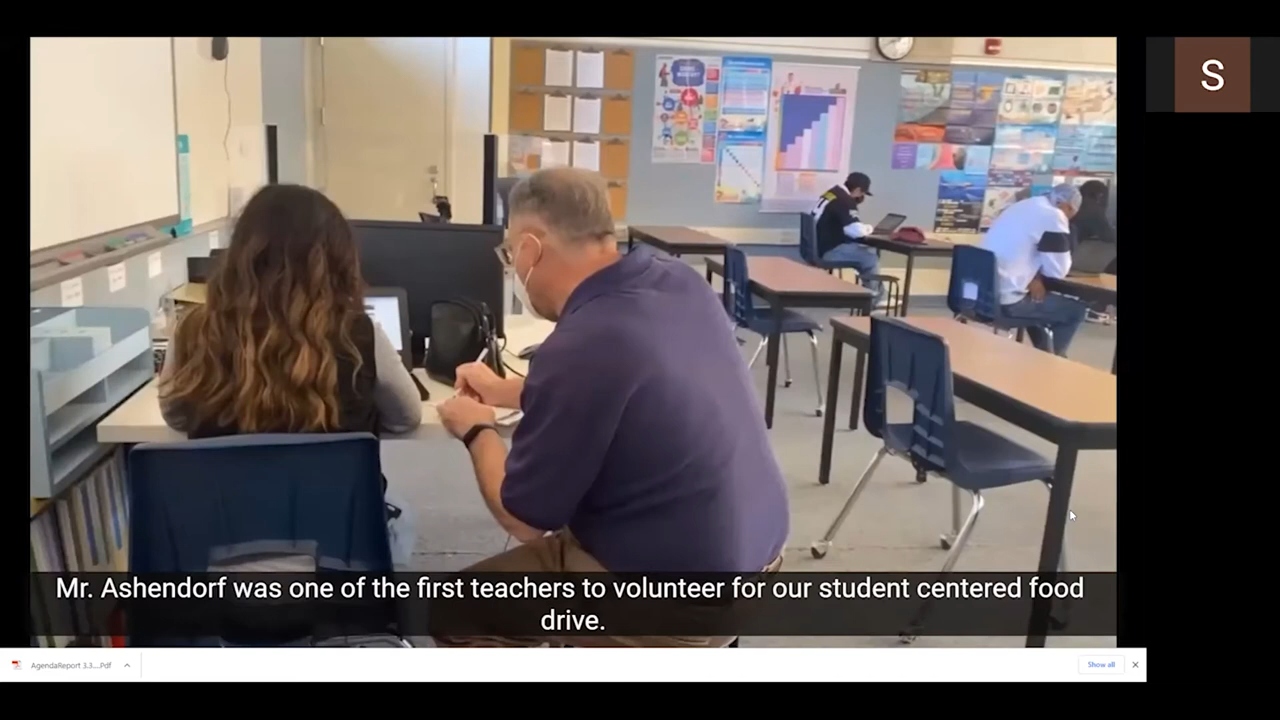 S
Mr. Ashendorf was one of the first teachers to volunteer for our student centered food
drive.
AgendaReport 3.3....Pdf
Show all